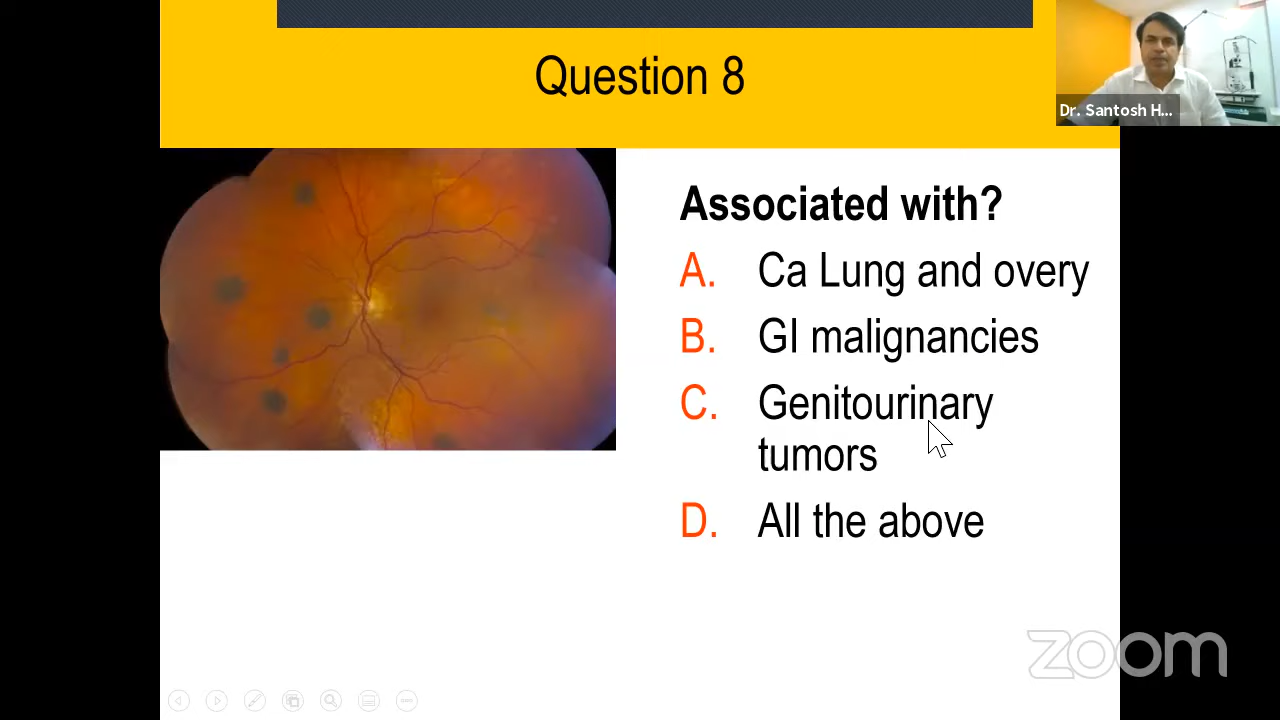 Question 8
Dr. Santosh H...
Associated with?
A. Ca Lung and overy
B. GI malignancies
C. Genitourinary
tumors
D. All the above
zoom